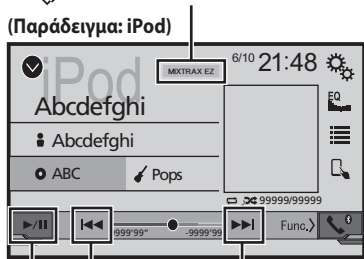 (Παράδειγμα: iPod)
iPod
MIXTRAX EZ
6/10 21:48
Abcdefghi
EQ
Abcdefghi
ABC
Pops
99999/99999
9999'99"
-9999'99
Func.